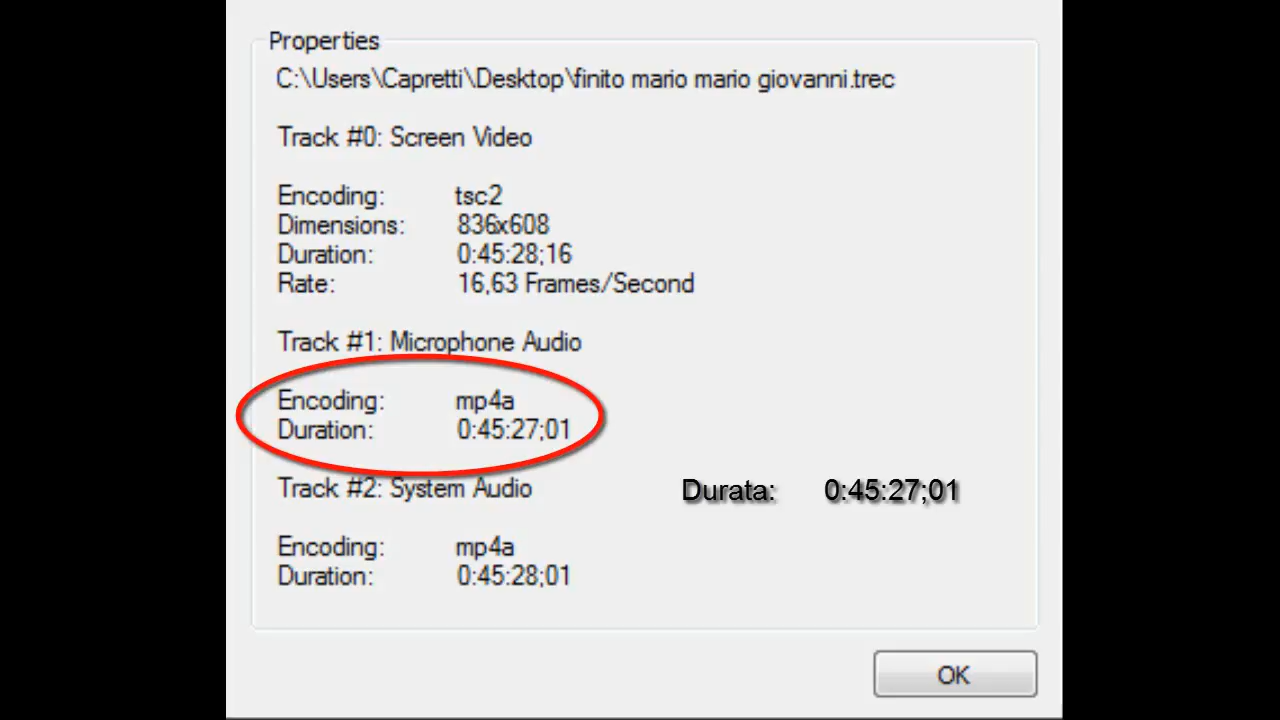 Properties
C:\Users\Capretti\Desktop\finito mario mario giovanni.trec
Track #0: Screen Video
Encoding: tsc2
Dimensions: 836x608
Duration: 0:45:28;16
Rate: 16,63 Frames/Second
Track #1: Microphone Audio
Encoding: mp4a
Duration: 0:45:27;01
Track #2: System Audio
Durata: 0:45:27;01
Encoding: mp4a
Duration: 0:45:28;01
OK